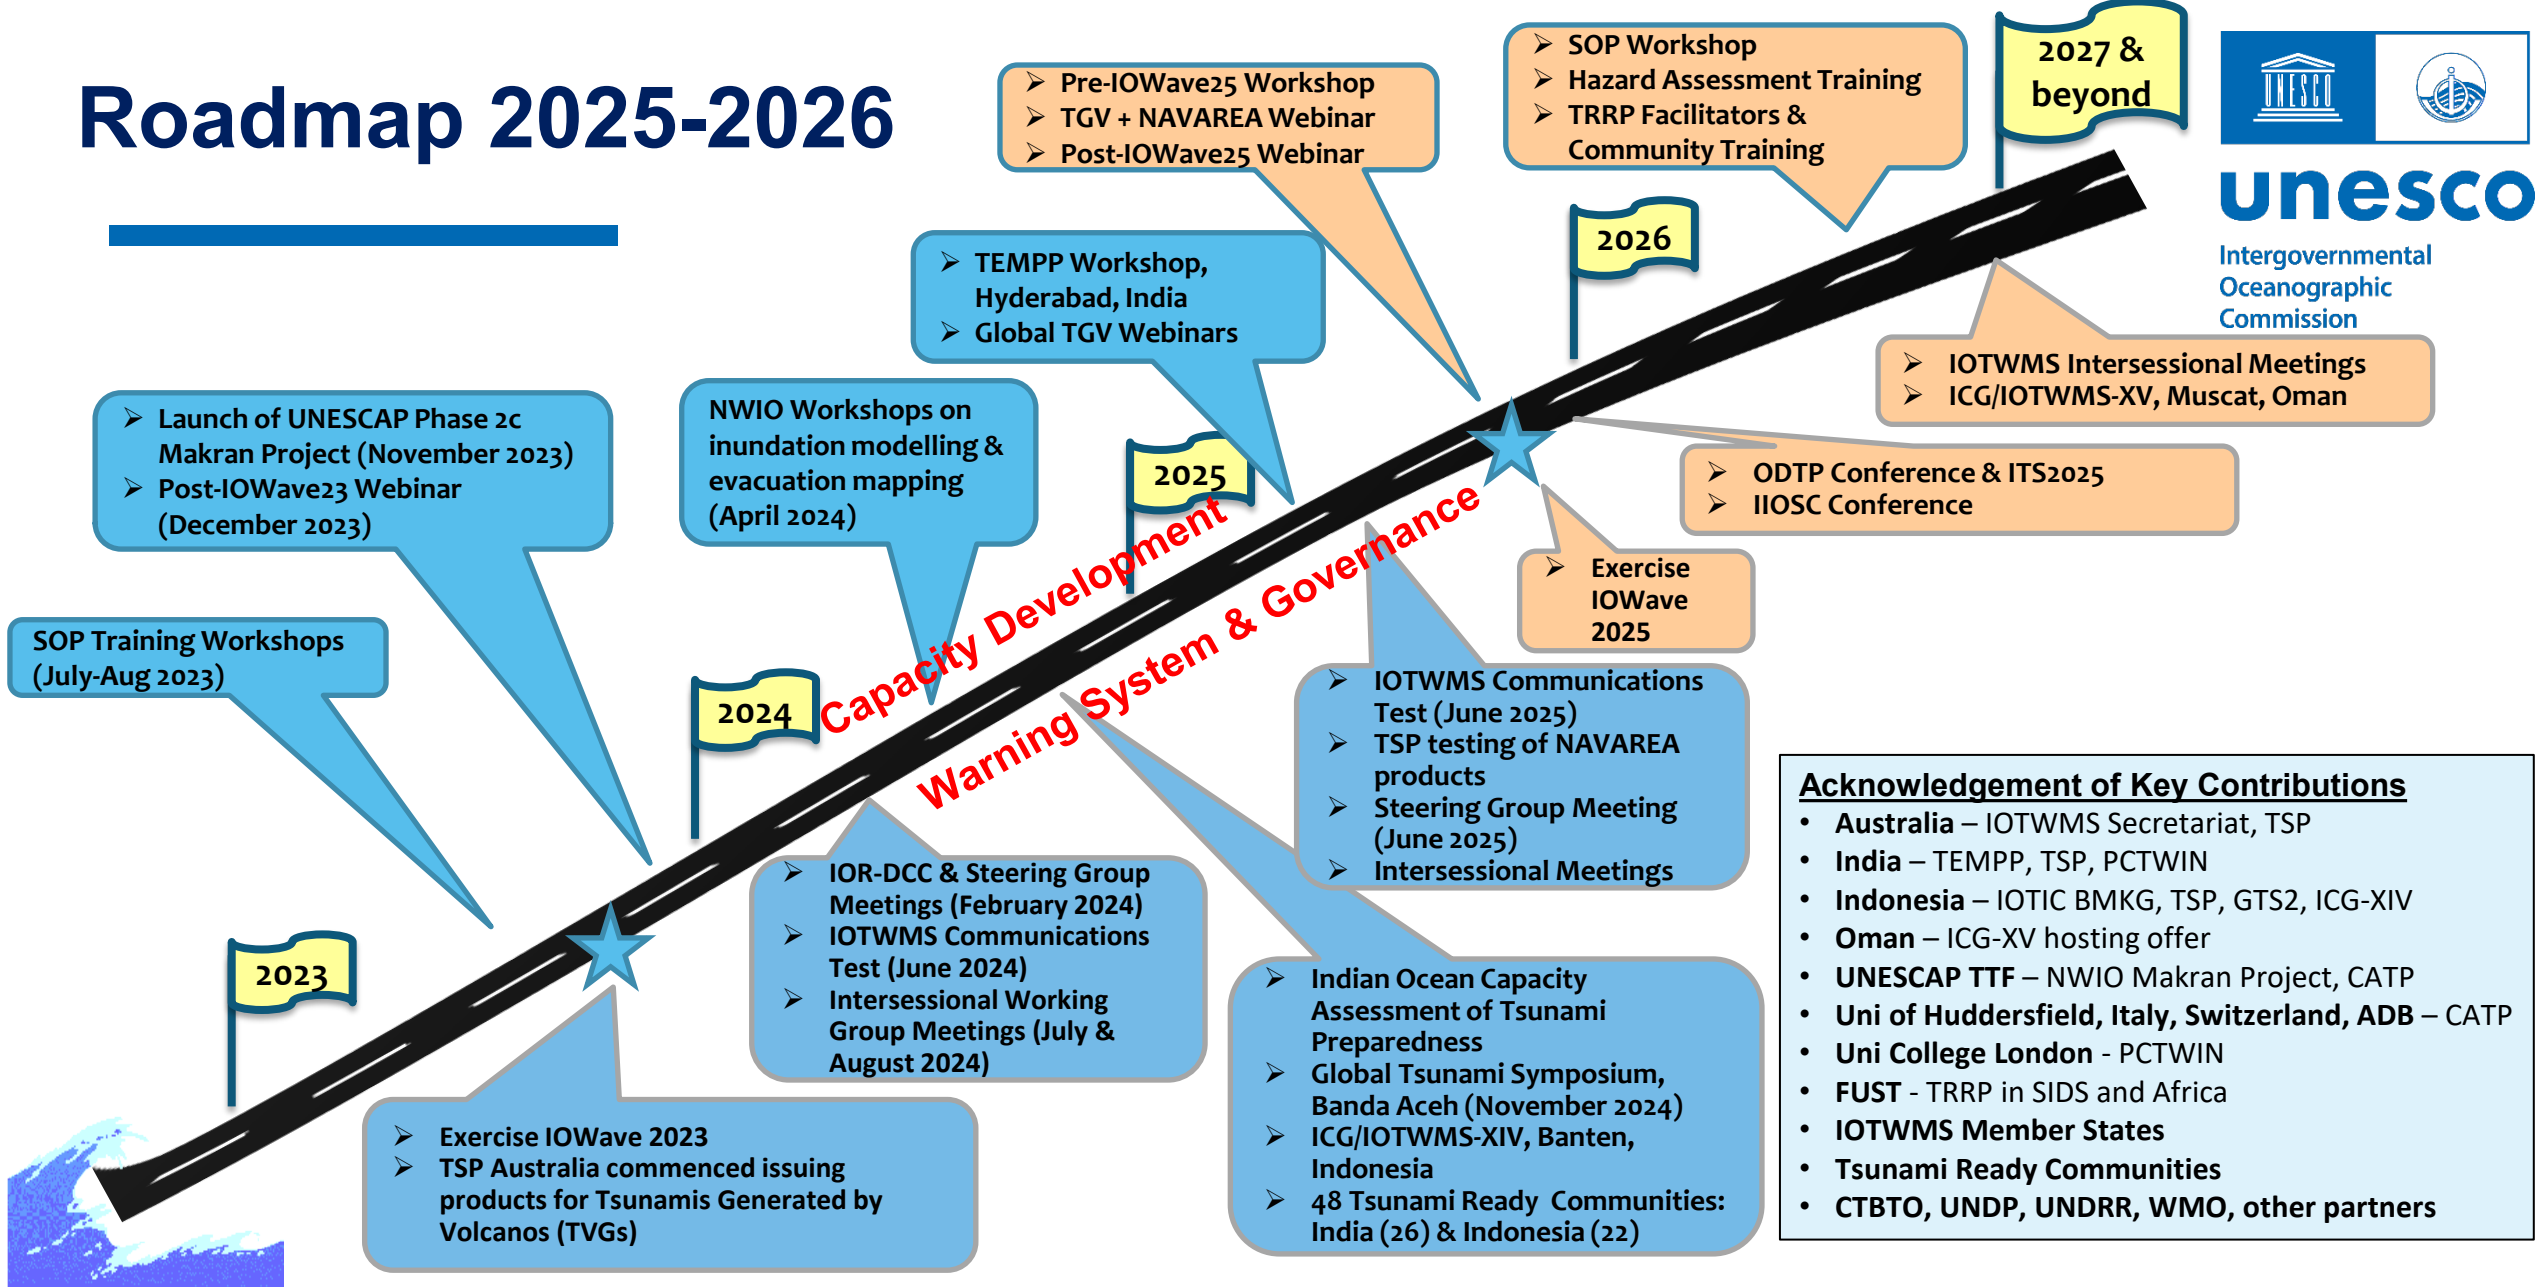 Roadmap 2025-2026
➢ Pre-IOWave25 Workshop
➢ TGV + NAVAREA Webinar
➢ Post-IOWave25 Webinar
➢ SOP Workshop
➢ Hazard Assessment Training
➢ TRRP Facilitators &
Community Training
2027 &
beyond
UNESCO
unesco
Intergovernmental
Oceanographic
Commission
➢ TEMPP Workshop,
Hyderabad, India
➢ Global TGV Webinars
2026
➢ IOTWMS Intersessional Meetings
➢ ICG/IOTWMS-XV, Muscat, Oman
➢ Launch of UNESCAP Phase 2c
Makran Project (November 2023)
➢ Post-IOWave23 Webinar
(December 2023)
NWIO Workshops on
inundation modelling &
evacuation mapping
(April 2024)
2025
➢ ODTP Conference & ITS2025
➢ IIOSC Conference
➢ Exercise
IOWave
2025
Capacity Development
Warning System & Governance
SOP Training Workshops
(July-Aug 2023)
2024
➢ IOTWMS Communications
Test (June 2025)
➢ TSP testing of NAVAREA
products
➢ Steering Group Meeting
(June 2025)
➢ Intersessional Meetings
➢ IOR-DCC & Steering Group
Meetings (February 2024)
➢ IOTWMS Communications
Test (June 2024)
➢ Intersessional Working
Group Meetings (July &
August 2024)
2023
➢ Indian Ocean Capacity
Assessment of Tsunami
Preparedness
➢ Global Tsunami Symposium,
Banda Aceh (November 2024)
➢ ICG/IOTWMS-XIV, Banten,
Indonesia
➢ 48 Tsunami Ready Communities:
India (26) & Indonesia (22)
➢ Exercise IOWave 2023
➢ TSP Australia commenced issuing
products for Tsunamis Generated by
Volcanos (TVGs)
Acknowledgement of Key Contributions
• Australia – IOTWMS Secretariat, TSP
• India – TEMPP, TSP, PCTWIN
• Indonesia – IOTIC BMKG, TSP, GTS2, ICG-XIV
• Oman – ICG-XV hosting offer
• UNESCAP TTF – NWIO Makran Project, CATP
• Uni of Huddersfield, Italy, Switzerland, ADB – CATP
• Uni College London - PCTWIN
• FUST - TRRP in SIDS and Africa
• IOTWMS Member States
• Tsunami Ready Communities
• CTBTO, UNDP, UNDRR, WMO, other partners